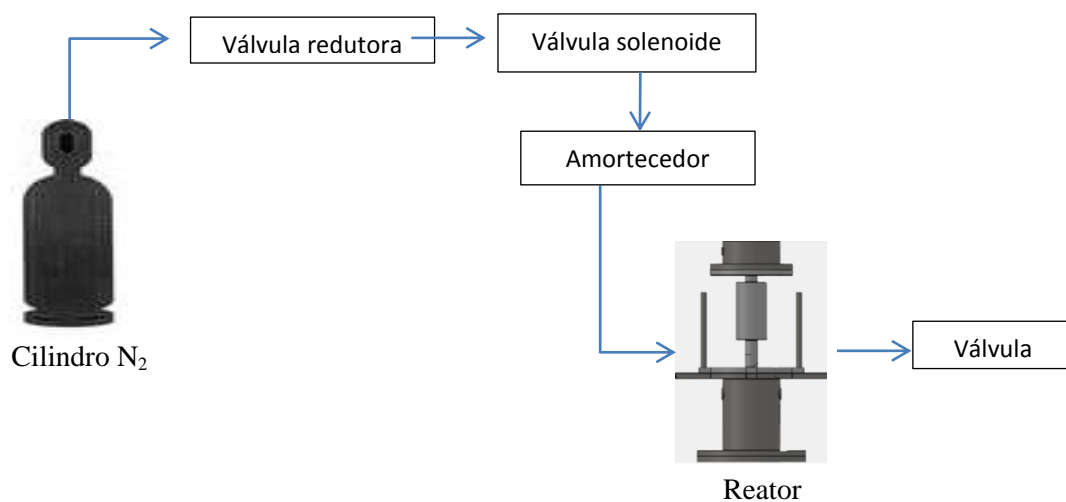 Válvula redutora
Válvula solenoide
Amortecedor
Cilindro N₂
Válvula
Reator